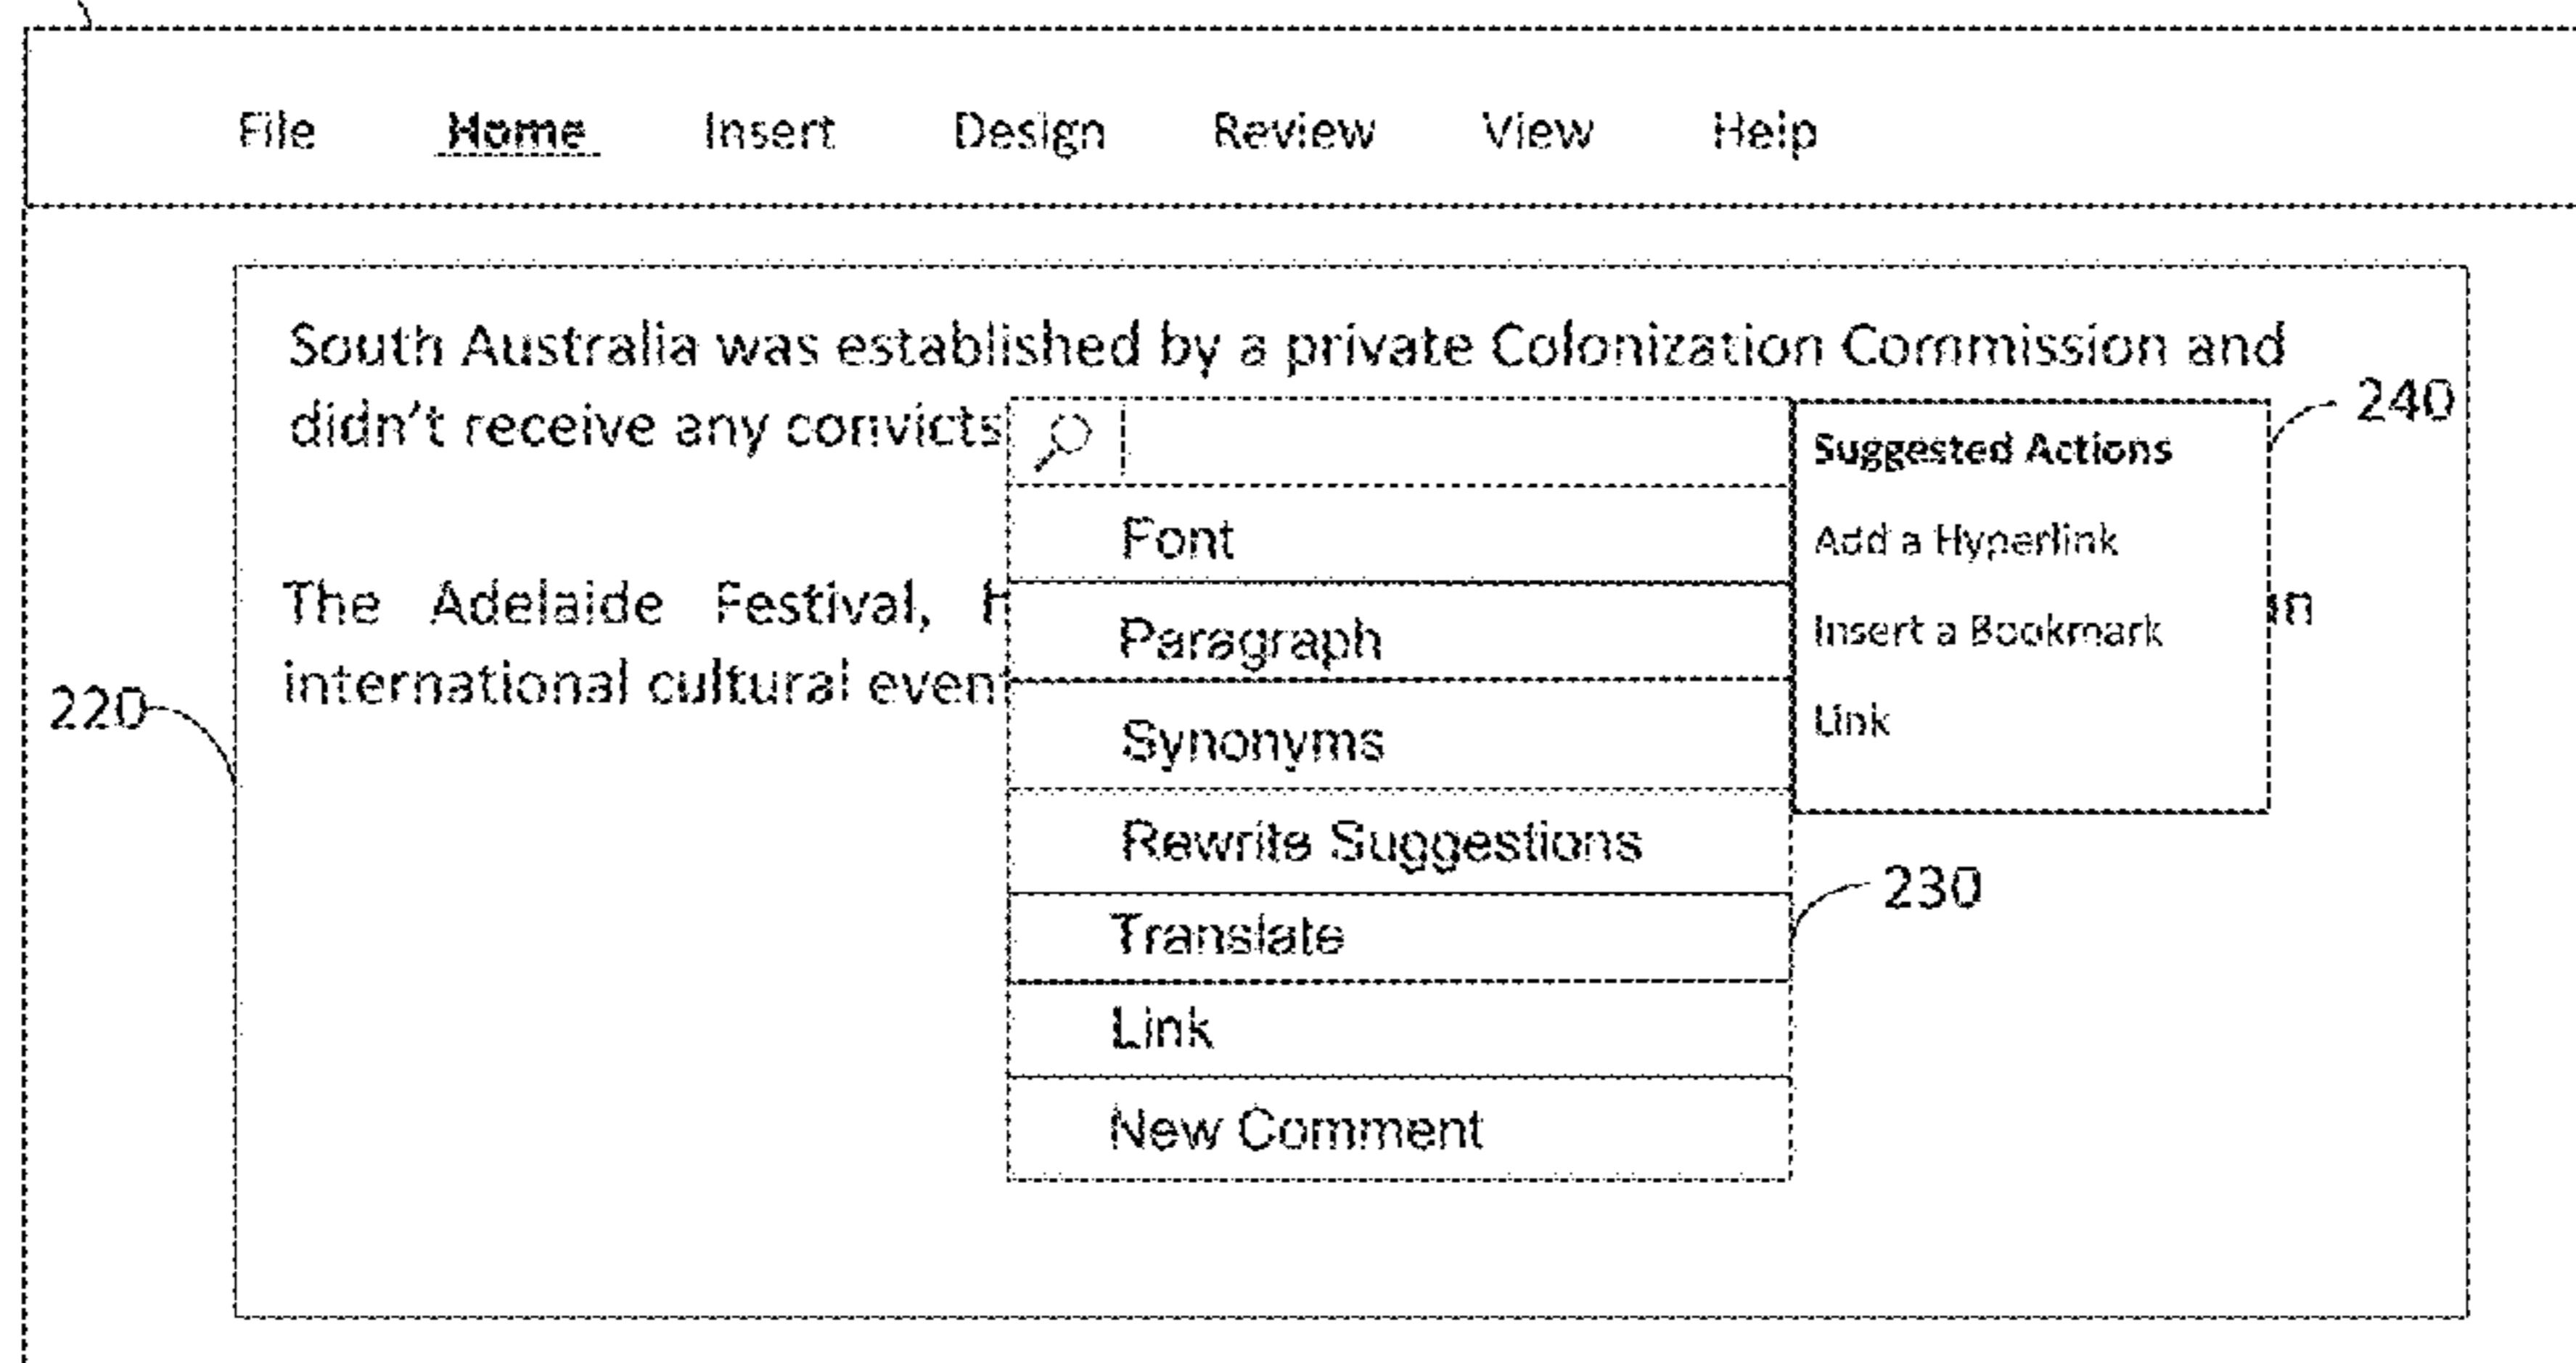 File Home Insert Design Review View Help
South Australia was established by a private Colonization Commission and
didn't receive any convicts
240
Suggested Actions
Font
Add a Hyperlink
The Adelaide Festival,
Paragraph
Insert a Bookmark
international cultural
220
Synonyms
Link
Rewrite Suggestions
230
Translate
Link
New Comment